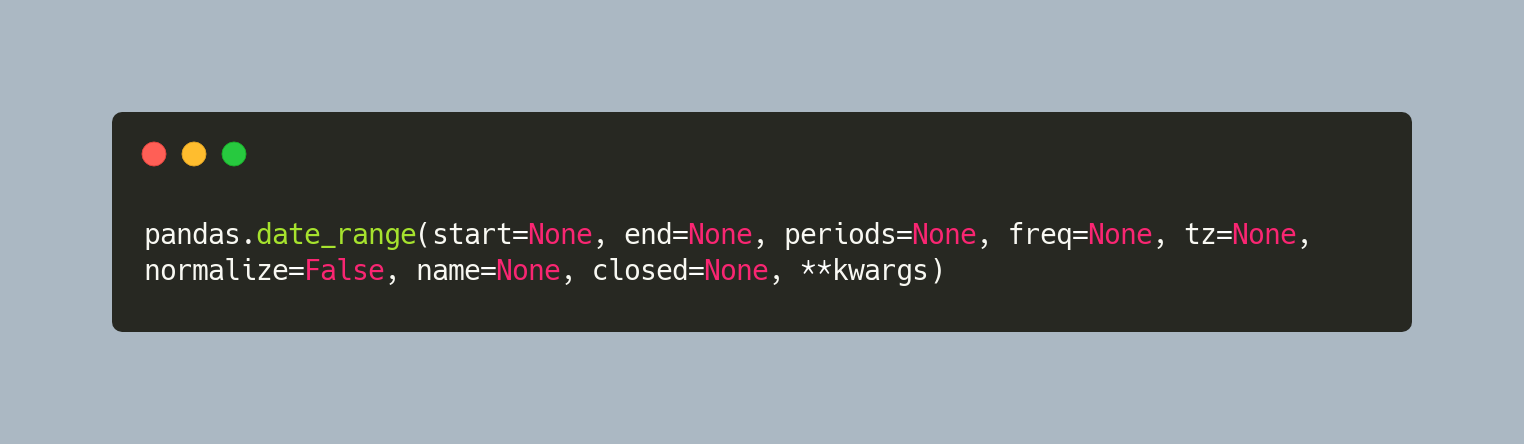 pandas.date_range(start=None, end=None, periods=None, freq=None, tz=None,
normalize=False, name=None, closed=None, **kwargs)